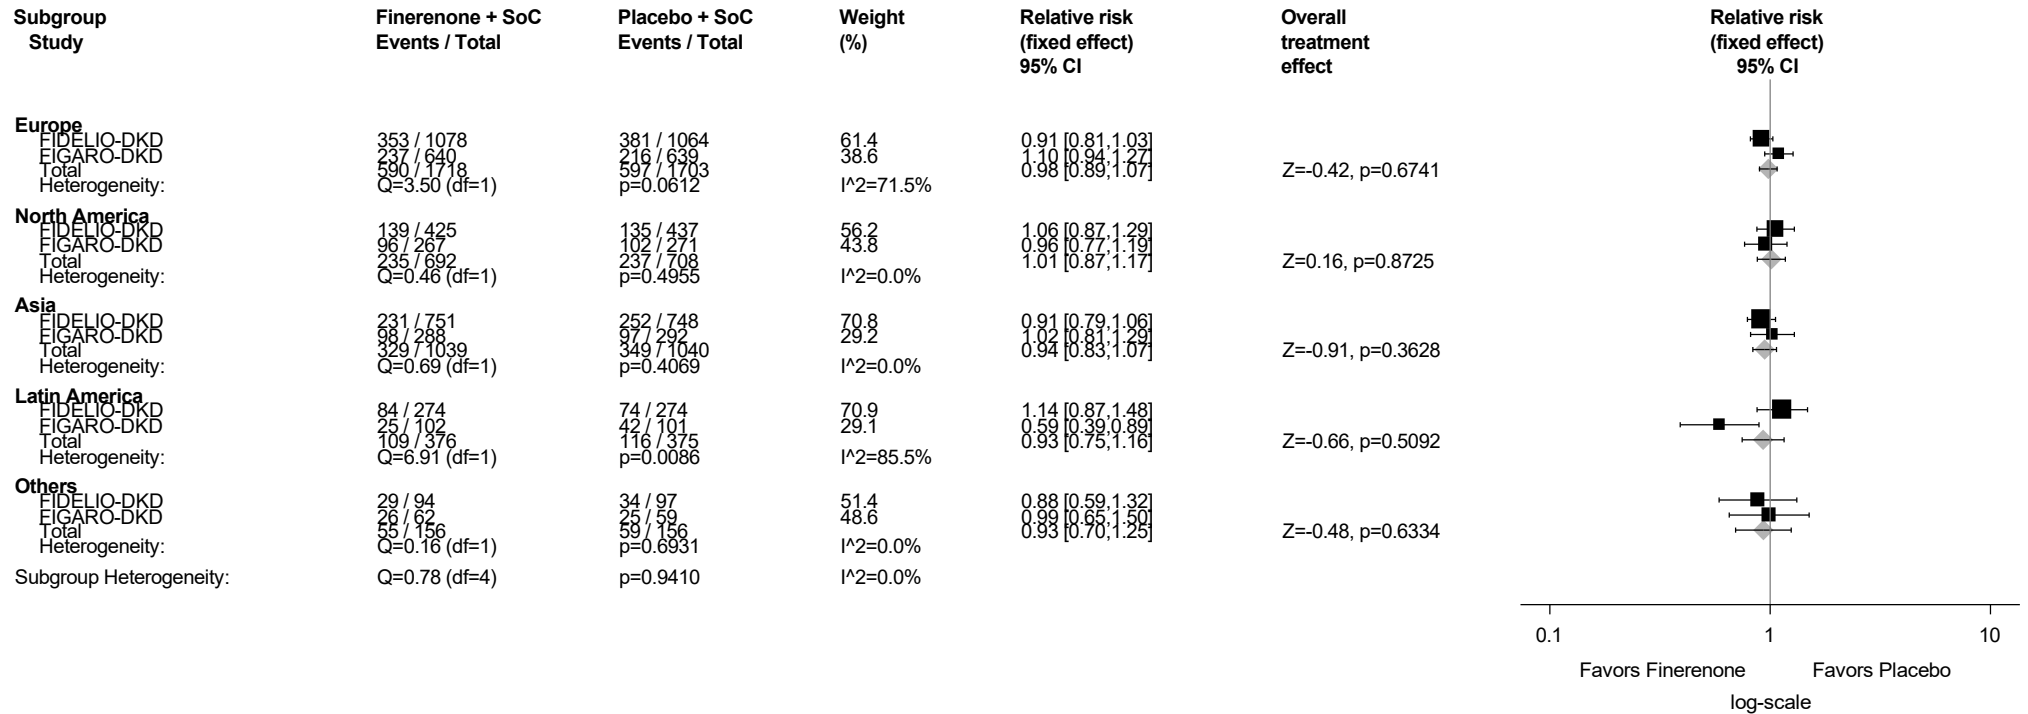 Subgroup Finerenone + SoC Placebo + SoC Weight Relative risk Overall Relative risk
Study Events / Total Events / Total (%) (fixed effect) treatment (fixed effect)
95% CI effect 95% CI
Europe
FIDELIO-DKD 353 / 1078 381 / 1064 61.4 0.91 [0.81,1.03]
FIGARO-DKD 237 / 640 216 / 639 38.6 1.10 [0.94,1.27]
Total 590 / 1718 597 / 1703 0.98 [0.89,1.07] Z=-0.42, p=0.6741
Heterogeneity: Q=3.50 (df=1) p=0.0612 I^2=71.5%
North America
FIDELIO-DKD 139 / 425 135 / 437 56.2 1.06 [0.87,1.29]
FIGARO-DKD 96 / 267 102 / 271 43.8 0.96 [0.77,1.19]
Total 235 / 692 237 / 708 1.01 [0.87,1.17] Z=0.16, p=0.8725
Heterogeneity: Q=0.46 (df=1) p=0.4955 I^2=0.0%
Asia
FIDELIO-DKD 231 / 751 252 / 748 70.8 0.91 [0.79,1.06]
FIGARO-DKD 98 / 288 97 / 292 29.2 1.02 [0.81,1.29]
Total 329 / 1039 349 / 1040 0.94 [0.83,1.07] Z=-0.91, p=0.3628
Heterogeneity: Q=0.69 (df=1) p=0.4069 I^2=0.0%
Latin America
FIDELIO-DKD 84 / 274 74 / 274 70.9 1.14 [0.87,1.48]
FIGARO-DKD 25 / 102 42 / 101 29.1 0.59 [0.39,0.89]
Total 109 / 376 116 / 375 0.93 [0.75,1.16] Z=-0.66, p=0.5092
Heterogeneity: Q=6.91 (df=1) p=0.0086 I^2=85.5%
Others
FIDELIO-DKD 29 / 94 34 / 97 51.4 0.88 [0.59,1.32]
FIGARO-DKD 26 / 62 25 / 59 48.6 0.99 [0.65,1.50]
Total 55 / 156 59 / 156 0.93 [0.70,1.25] Z=-0.48, p=0.6334
Heterogeneity: Q=0.16 (df=1) p=0.6931 I^2=0.0%
Subgroup Heterogeneity: Q=0.78 (df=4) p=0.9410 I^2=0.0%
0.1 1 10
Favors Finerenone Favors Placebo
log-scale